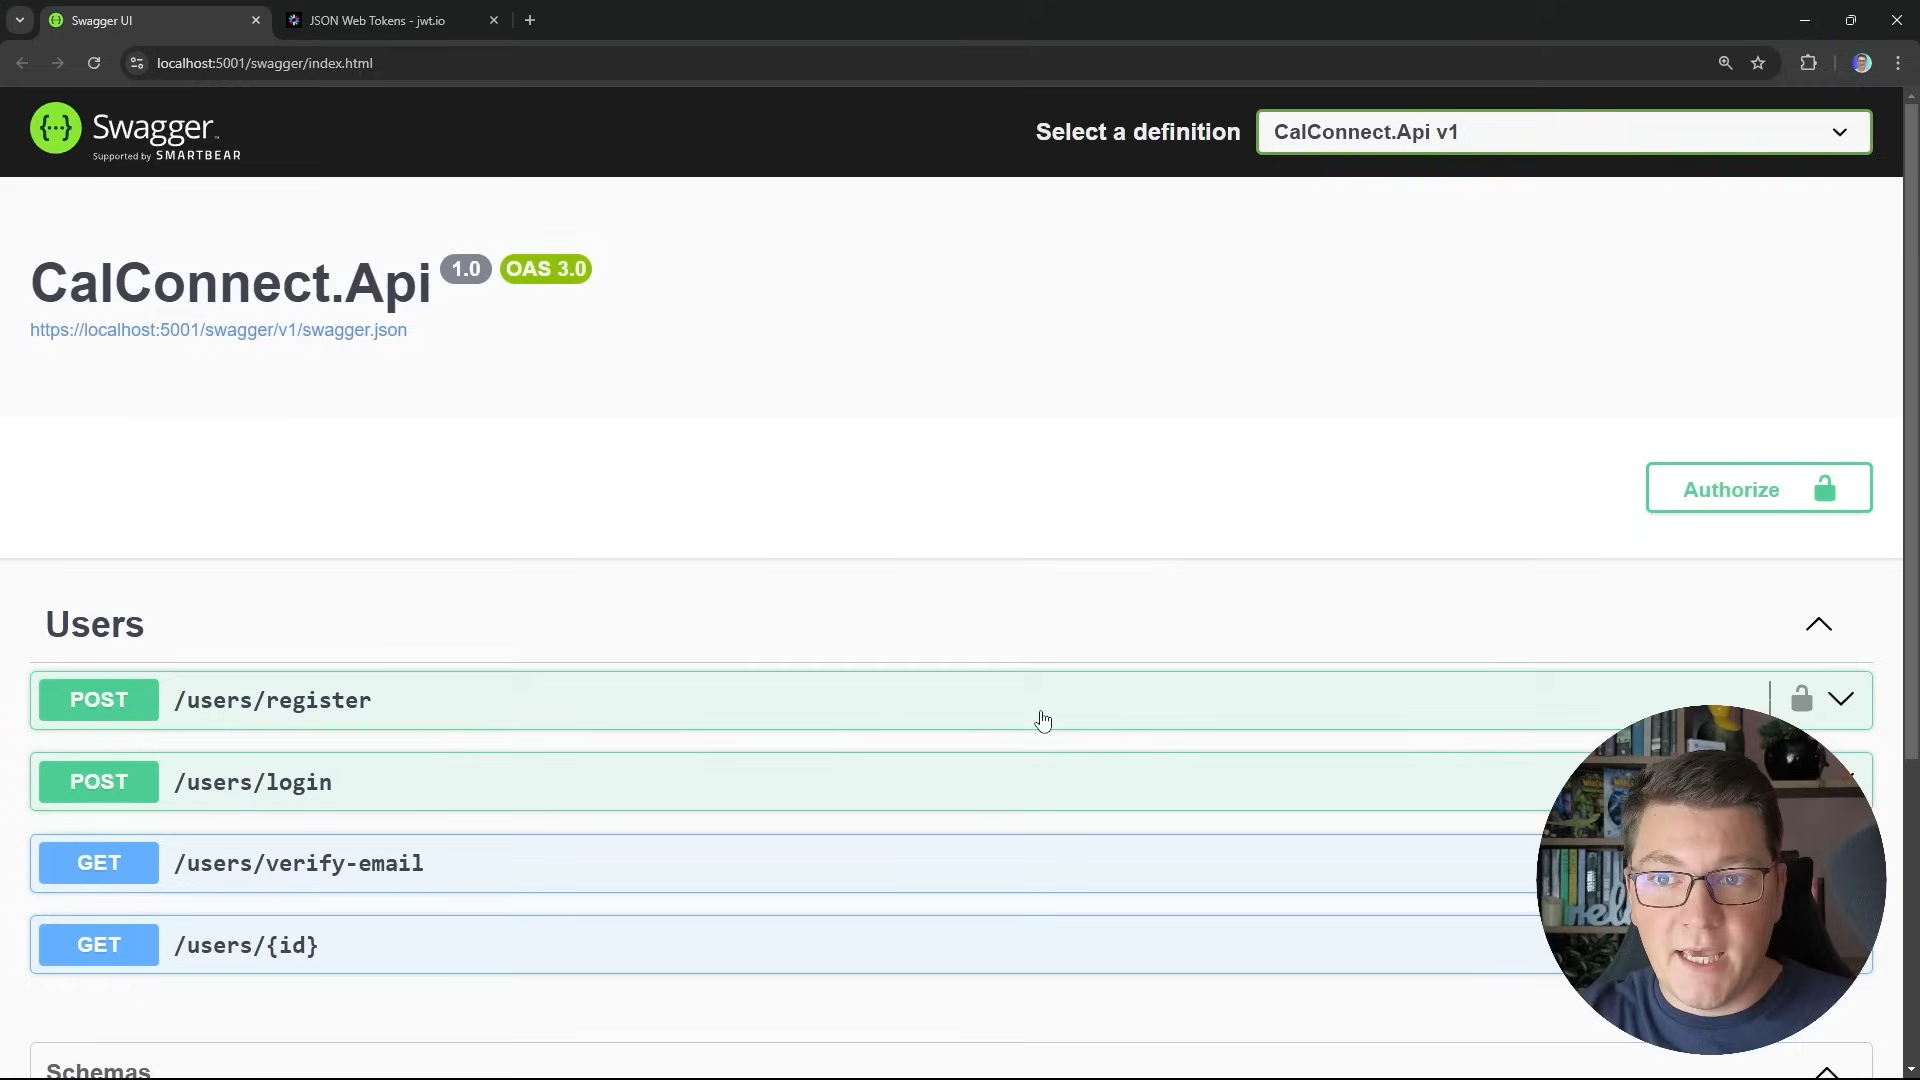 Swagger UI
JSON Web Tokens - jwt.io
localhost:5001/swagger/index.html
Swagger
Supported by SMARTBEAR
Select a definition
CalConnect.Api v1
CalConnect.Api 1.0 OAS 3.0
https://localhost:5001/swagger/v1/swagger.json
Authorize
Users
POST /users/register
POST /users/login
GET /users/verify-email
GET /users/{id}
Schemas